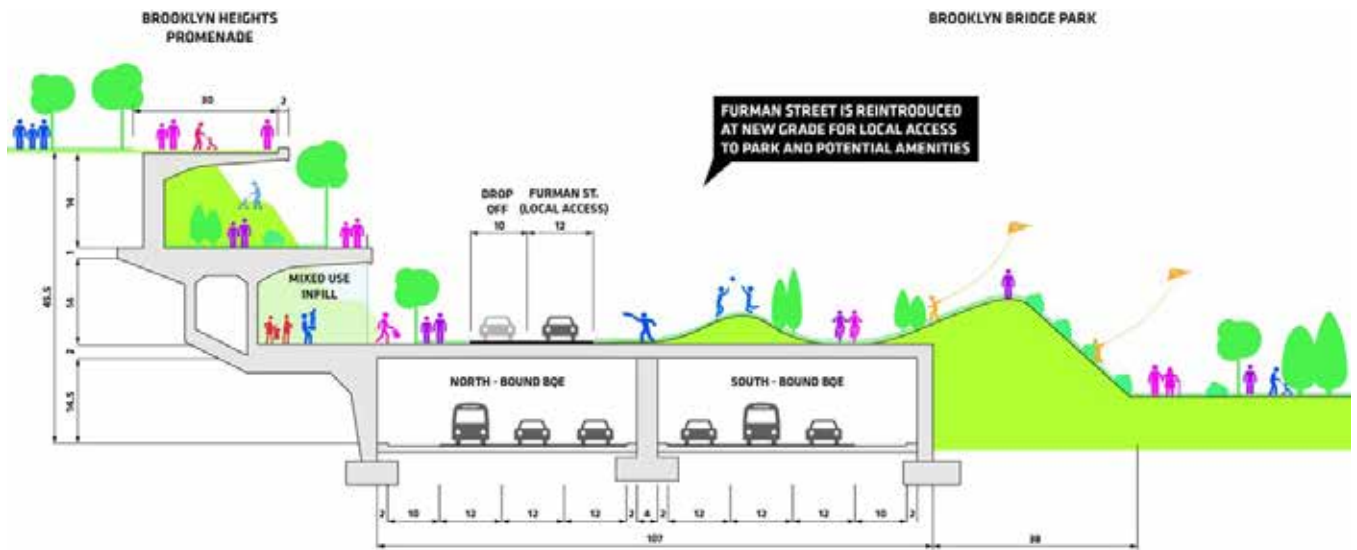 BROOKLYN HEIGHTS
PROMENADE
BROOKLYN BRIDGE PARK
30
2
FURMAN STREET IS REINTRODUCED
AT NEW GRADE FOR LOCAL ACCESS
TO PARK AND POTENTIAL AMENITIES
DROP
OFF
FURMAN ST.
(LOCAL ACCESS)
10
12
14
1
45.5
14
2
14.5
MIXED USE
INFILL
NORTH - BOUND BQE
SOUTH - BOUND BQE
2
10
12
12
12
2
4
2
12
12
12
10
2
107
38